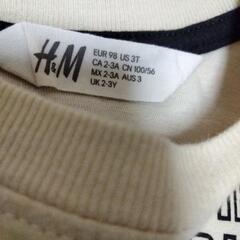 H&M
EUR 98 US 3T
CA 2-3A CN 100/56
MX 2-3A AUS 3
UK 2-3Y